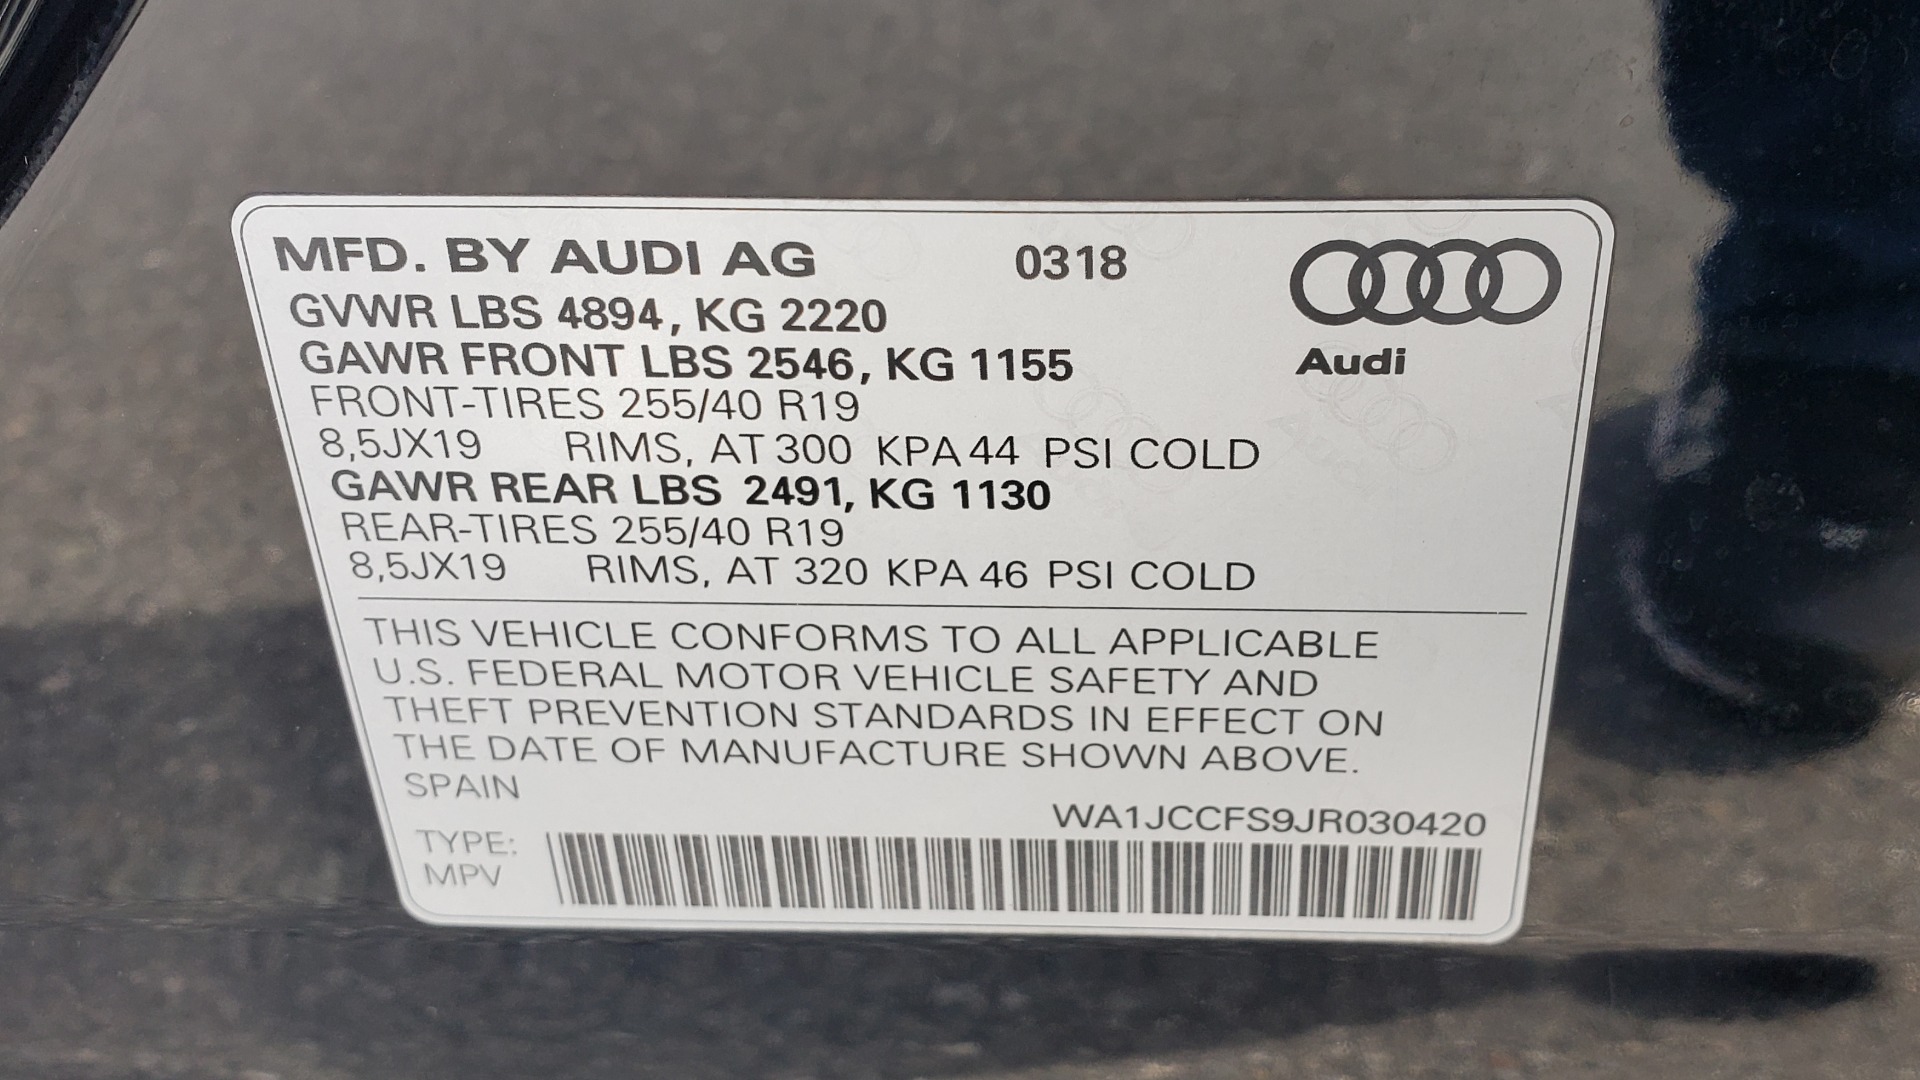 MFD. BY AUDI AG 0318
GVWR LBS 4894, KG 2220
GAWR FRONT LBS 2546, KG 1155
Audi
FRONT-TIRES 255/40 R19
8,5JX19 RIMS, AT 300 KPA 44 PSI COLD
GAWR REAR LBS 2491, KG 1130
REAR-TIRES 255/40 R19
8,5JX19 RIMS, AT 320 KPA 46 PSI COLD
THIS VEHICLE CONFORMS TO ALL APPLICABLE
U.S. FEDERAL MOTOR VEHICLE SAFETY AND
THEFT PREVENTION STANDARDS IN EFFECT ON
THE DATE OF MANUFACTURE SHOWN ABOVE.
SPAIN
WA1JCCFS9JR030420
TYPE:
MPV